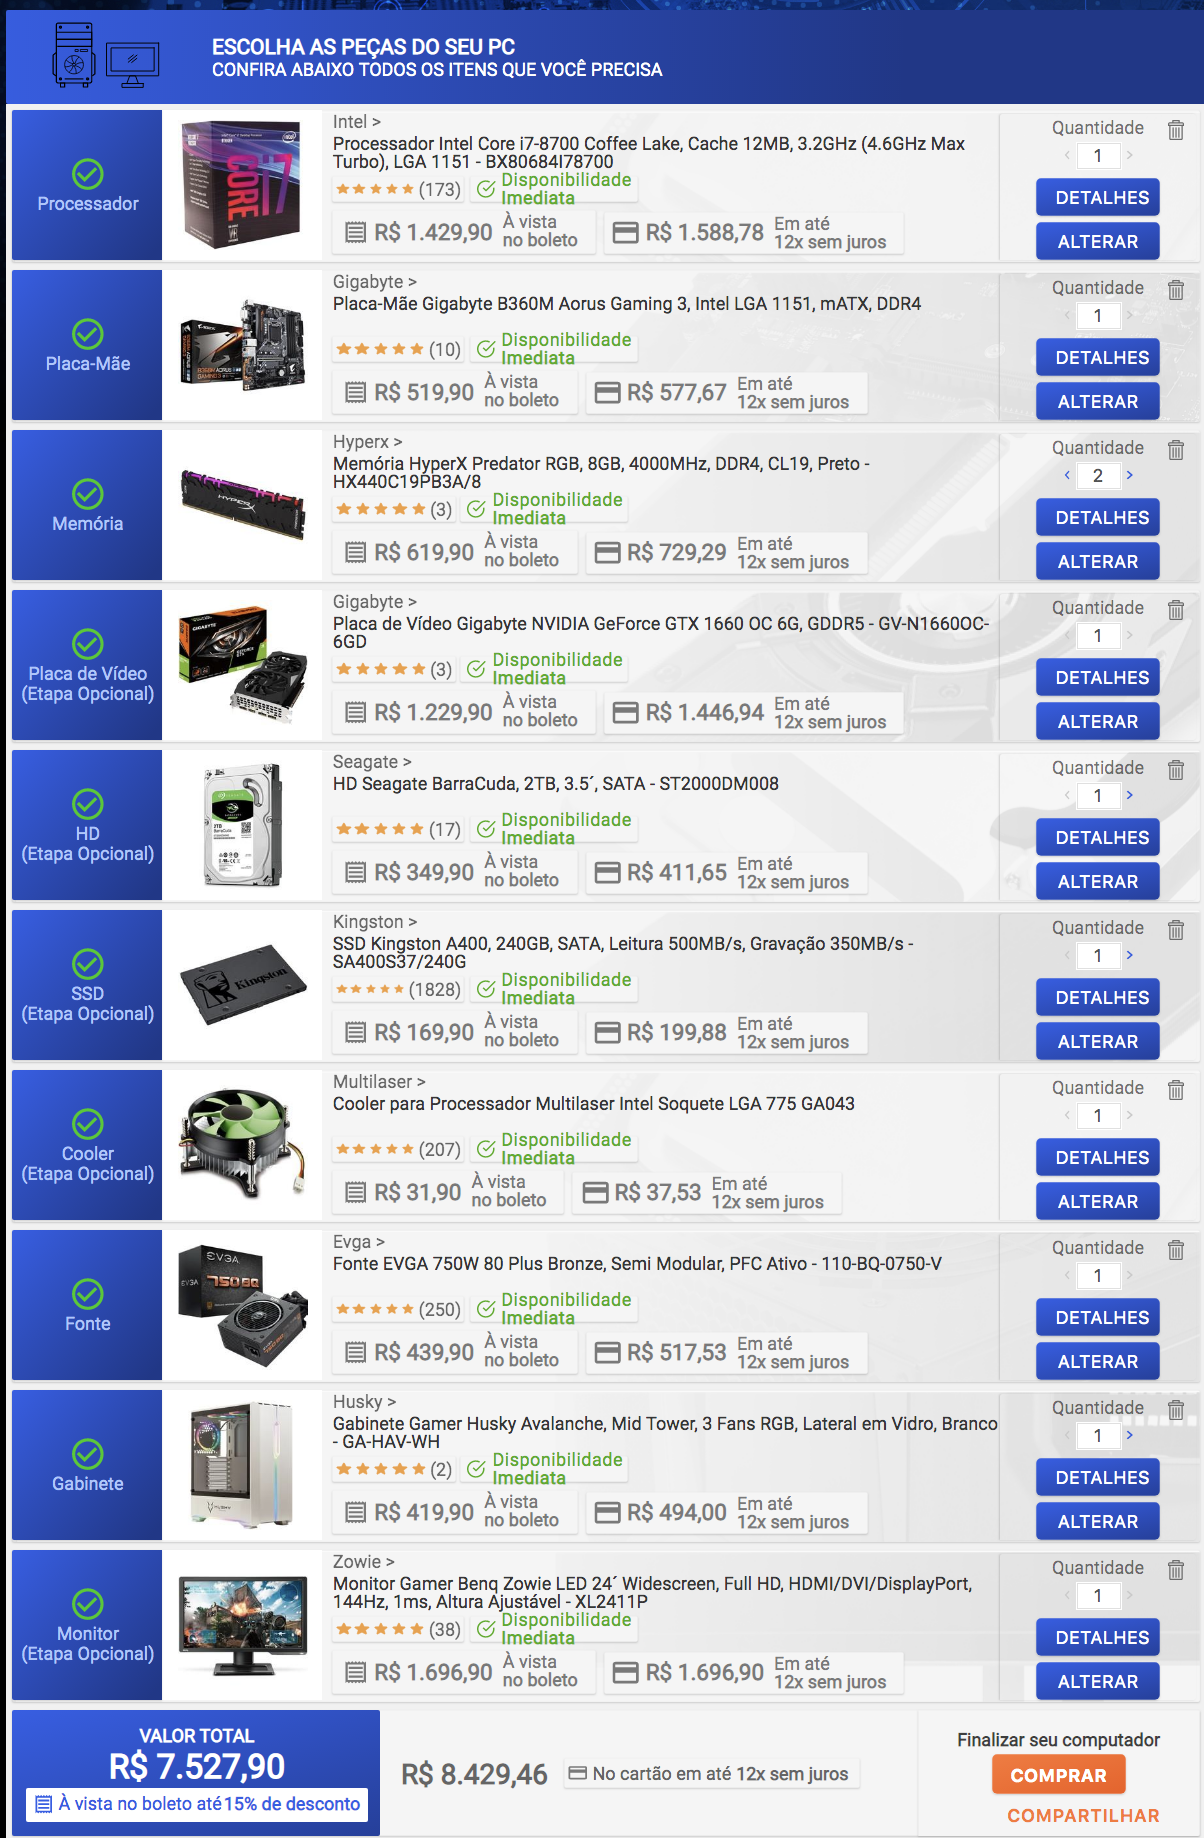 ESCOLHA AS PEÇAS DO SEU PC
CONFIRA ABAIXO TODOS OS ITENS QUE VOCÊ PRECISA
Processador
CORE i7
Intel >
Processador Intel Core i7-8700 Coffee Lake, Cache 12MB, 3.2GHz (4.6GHz Max
Turbo), LGA 1151 - BX80684I78700
(173)
Disponibilidade
Imediata
R$ 1.429,90 À vista
no boleto
R$ 1.588,78 Em até
12x sem juros
Quantidade
1
DETALHES
ALTERAR
Placa-Mãe
Gigabyte >
Placa-Mãe Gigabyte B360M Aorus Gaming 3, Intel LGA 1151, mATX, DDR4
(10)
Disponibilidade
Imediata
R$ 519,90 À vista
no boleto
R$ 577,67 Em até
12x sem juros
Quantidade
1
DETALHES
ALTERAR
Memória
HYPERX
Hyperx >
Memória HyperX Predator RGB, 8GB, 4000MHz, DDR4, CL19, Preto -
HX440C19PB3A/8
(3)
Disponibilidade
Imediata
R$ 619,90 À vista
no boleto
R$ 729,29 Em até
12x sem juros
Quantidade
< 2 >
DETALHES
ALTERAR
Placa de Vídeo
(Etapa Opcional)
GIGABYTE
Gigabyte >
Placa de Vídeo Gigabyte NVIDIA GeForce GTX 1660 OC 6G, GDDR5 - GV-N1660OC-
6GD
(3)
Disponibilidade
Imediata
R$ 1.229,90 À vista
no boleto
R$ 1.446,94 Em até
12x sem juros
Quantidade
1
DETALHES
ALTERAR
HD
(Etapa Opcional)
Seagate >
HD Seagate BarraCuda, 2TB, 3.5´, SATA - ST2000DM008
(17)
Disponibilidade
Imediata
R$ 349,90 À vista
no boleto
R$ 411,65 Em até
12x sem juros
Quantidade
1 >
DETALHES
ALTERAR
SSD
(Etapa Opcional)
Kingston
Kingston >
SSD Kingston A400, 240GB, SATA, Leitura 500MB/s, Gravação 350MB/s -
SA400S37/240G
(1828)
Disponibilidade
Imediata
R$ 169,90 À vista
no boleto
R$ 199,88 Em até
12x sem juros
Quantidade
1 >
DETALHES
ALTERAR
Cooler
(Etapa Opcional)
Multilaser >
Cooler para Processador Multilaser Intel Soquete LGA 775 GA043
(207)
Disponibilidade
Imediata
R$ 31,90 À vista
no boleto
R$ 37,53 Em até
12x sem juros
Quantidade
1
DETALHES
ALTERAR
Fonte
EVGA
750 BQ
EVGA
Evga >
Fonte EVGA 750W 80 Plus Bronze, Semi Modular, PFC Ativo - 110-BQ-0750-V
(250)
Disponibilidade
Imediata
R$ 439,90 À vista
no boleto
R$ 517,53 Em até
12x sem juros
Quantidade
1
DETALHES
ALTERAR
Gabinete
Husky >
Gabinete Gamer Husky Avalanche, Mid Tower, 3 Fans RGB, Lateral em Vidro, Branco
- GA-HAV-WH
(2)
Disponibilidade
Imediata
R$ 419,90 À vista
no boleto
R$ 494,00 Em até
12x sem juros
Quantidade
1 >
DETALHES
ALTERAR
Monitor
(Etapa Opcional)
Zowie >
Monitor Gamer Benq Zowie LED 24´ Widescreen, Full HD, HDMI/DVI/DisplayPort,
144Hz, 1ms, Altura Ajustável - XL2411P
(38)
Disponibilidade
Imediata
R$ 1.696,90 À vista
no boleto
R$ 1.696,90 Em até
12x sem juros
Quantidade
1
DETALHES
ALTERAR
VALOR TOTAL
R$ 7.527,90
À vista no boleto até 15% de desconto
R$ 8.429,46
No cartão em até 12x sem juros
Finalizar seu computador
COMPRAR
COMPARTILHAR